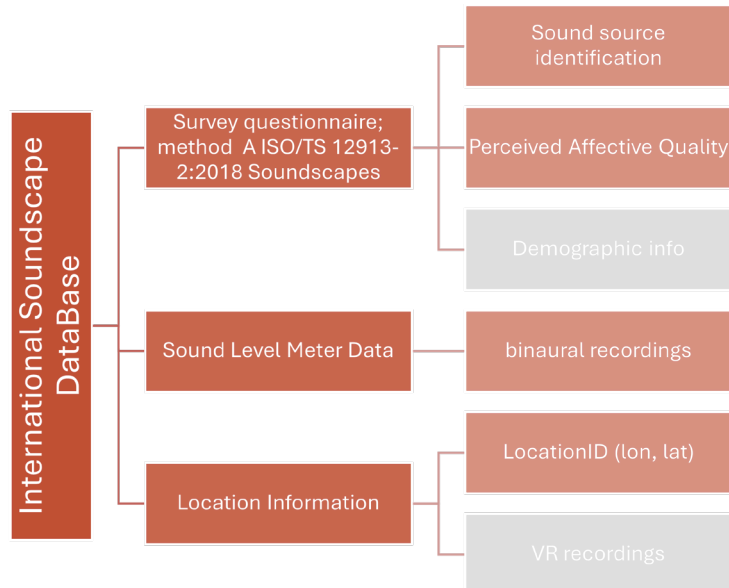 International Soundscape
DataBase
Survey questionnaire;
method A ISO/TS 12913-
2:2018 Soundscapes
Sound source
identification
Perceived Affective Quality
Demographic info
Sound Level Meter Data
binaural recordings
Location Information
LocationID (lon, lat)
VR recordings